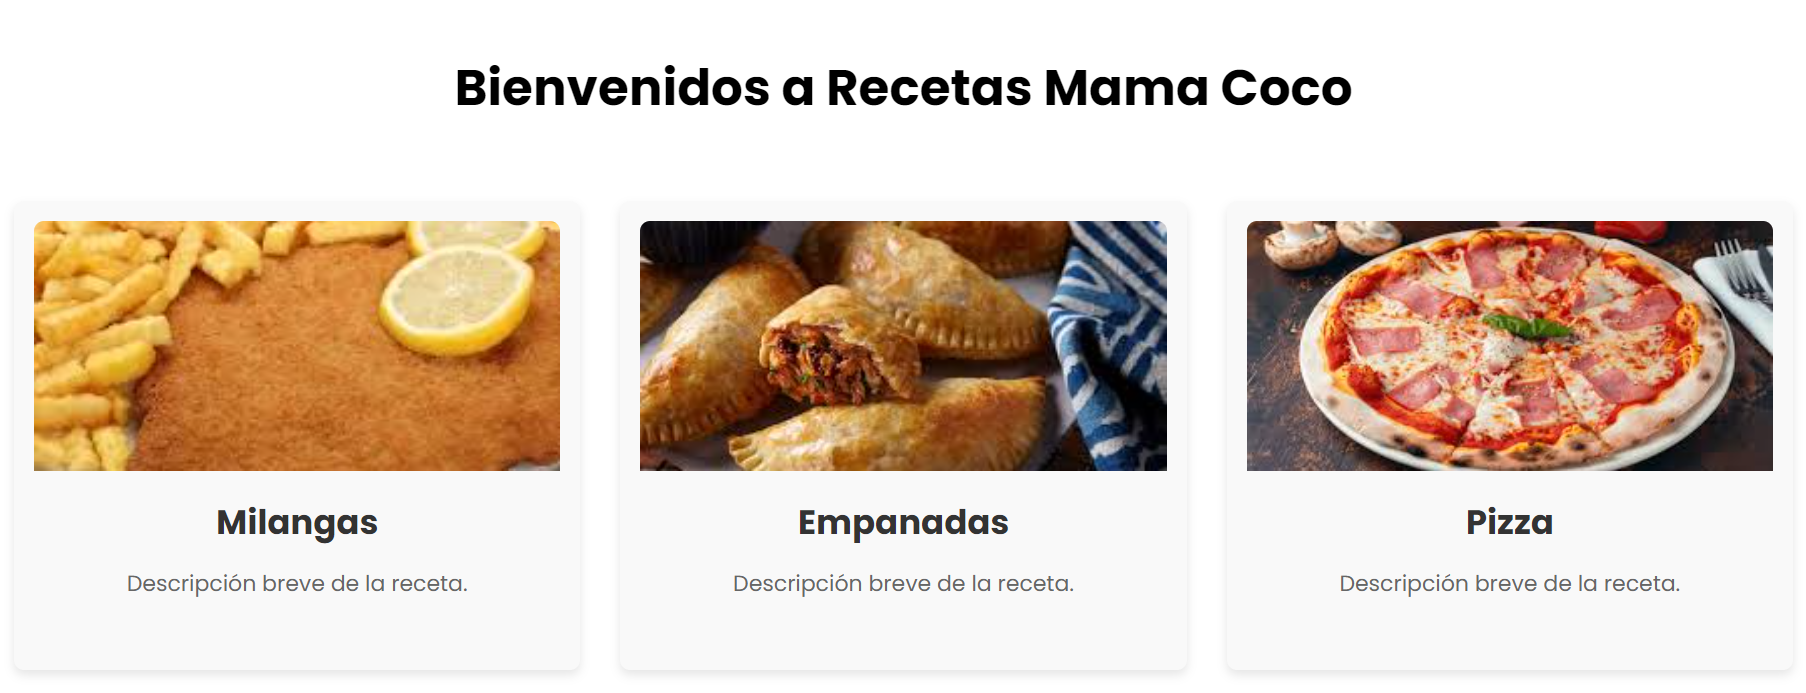 Bienvenidos a Recetas Mama Coco
Milangas
Descripción breve de la receta.
Empanadas
Descripción breve de la receta.
Pizza
Descripción breve de la receta.